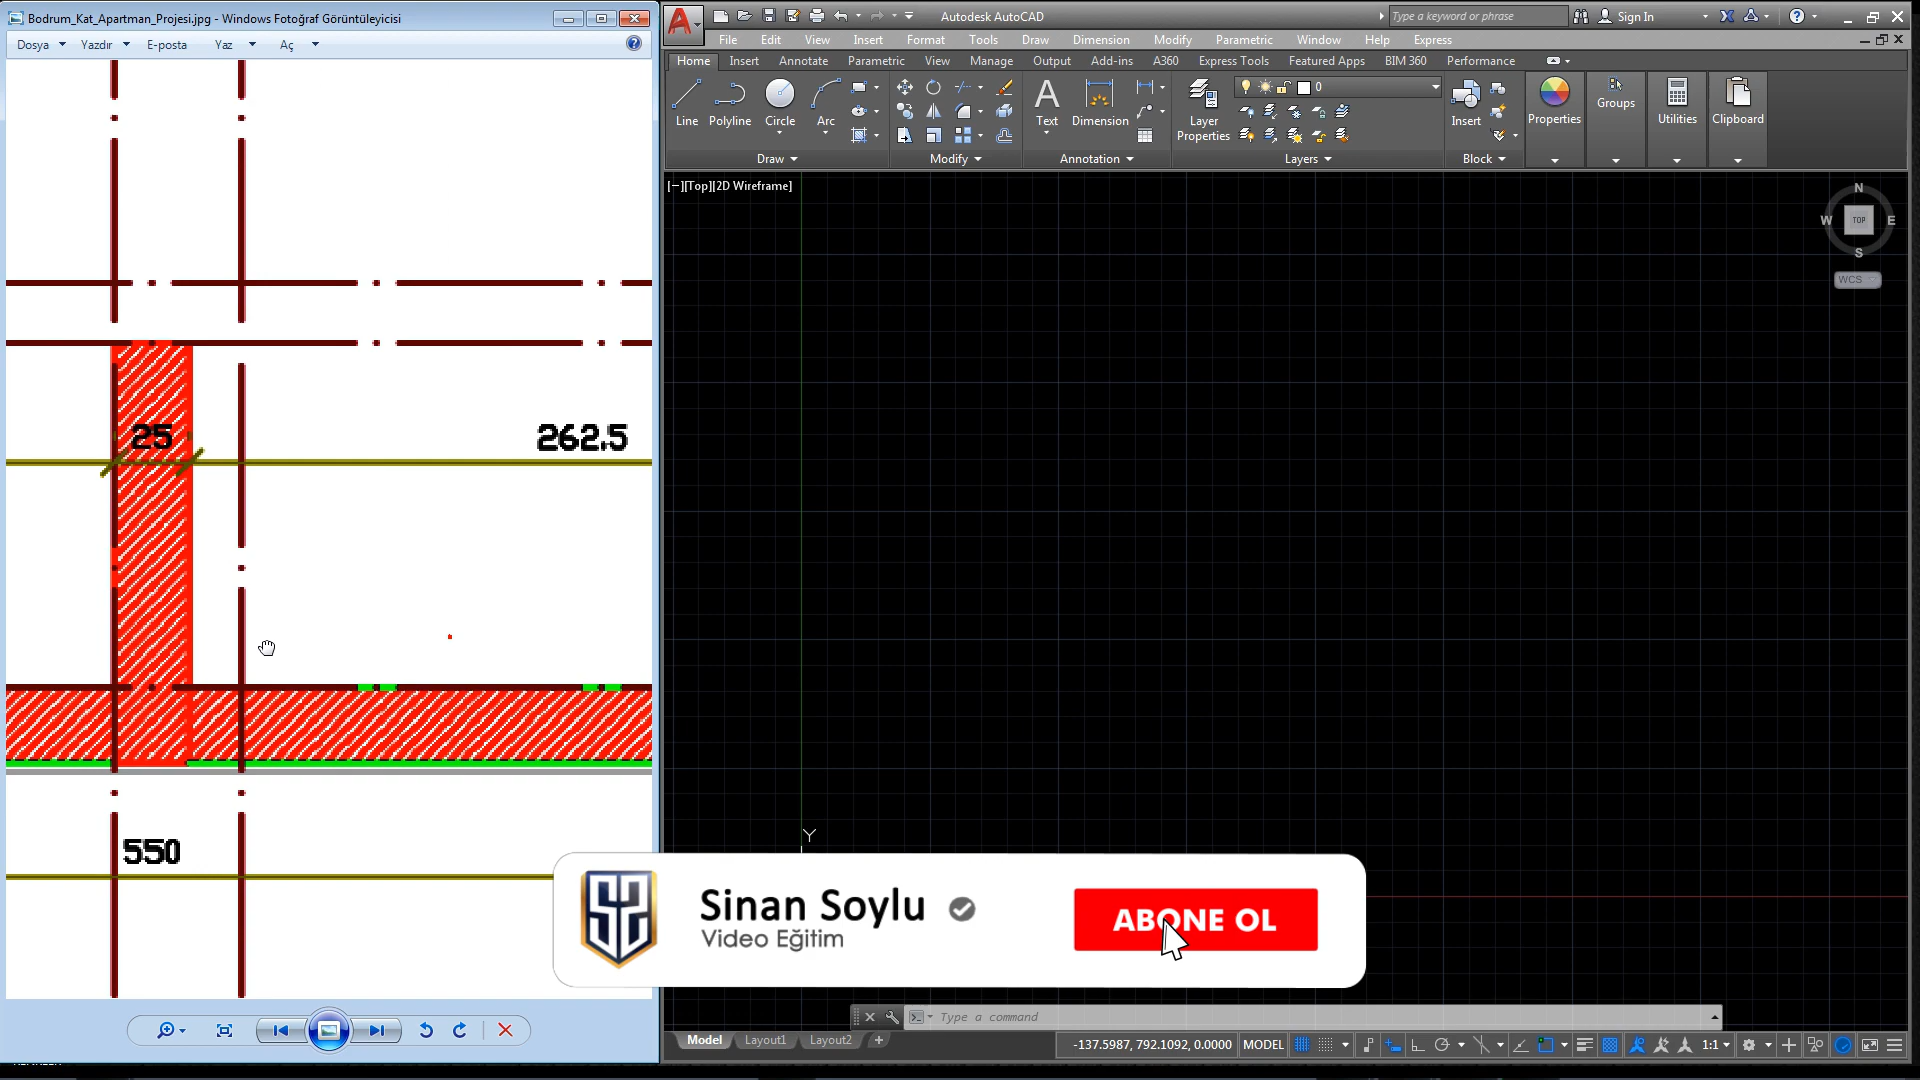 Bodrum_Kat_Apartman_Projesi.jpg - Windows Fotoğraf Görüntüleyicisi
Dosya Yazdır E-posta Yaz Aç
25
262.5
550
Autodesk AutoCAD
Type a keyword or phrase
Sign In
File Edit View Insert Format Tools Draw Dimension Modify Parametric Window Help Express
Home Insert Annotate Parametric View Manage Output Add-ins A360 Express Tools Featured Apps BIM 360 Performance
Line Polyline Circle Arc
Text Dimension
Layer Properties
0
Insert
Properties
Groups
Utilities
Clipboard
Draw Modify Annotation Layers Block
[−][Top][2D Wireframe]
N
W TOP E
S
WCS
Y
Sinan Soylu
Video Eğitim
ABONE OL
Type a command
Model Layout1 Layout2 +
-137.5987, 792.1092, 0.0000 MODEL 1:1